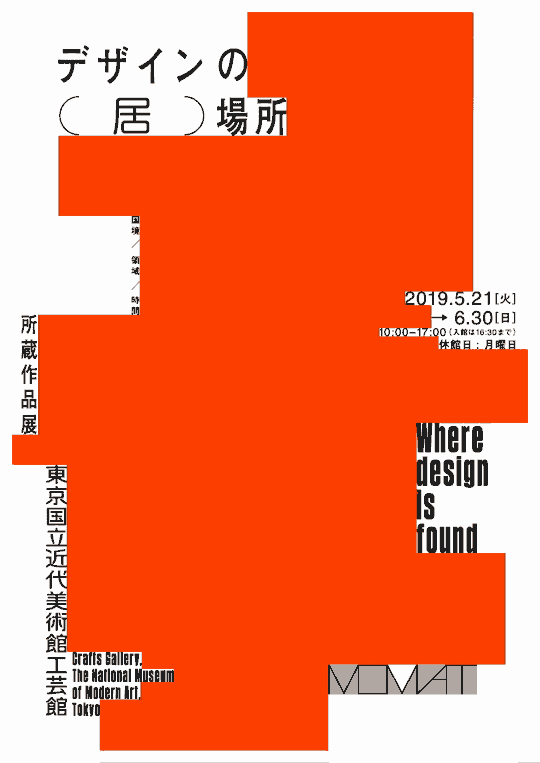 デザインの
（居）場所
国境／領域／時間
2019.5.21[火]
→ 6.30[日]
10:00-17:00（入館は16:30まで）
休館日：月曜日
所蔵作品展
Where
design
is
found
東京国立近代美術館工芸館
Crafts Gallery,
The National Museum
of Modern Art,
Tokyo
MOMAT